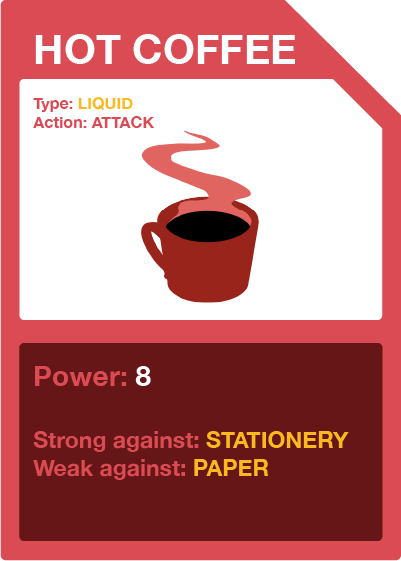 HOT COFFEE
Type: LIQUID
Action: ATTACK
Power: 8
Strong against: STATIONERY
Weak against: PAPER